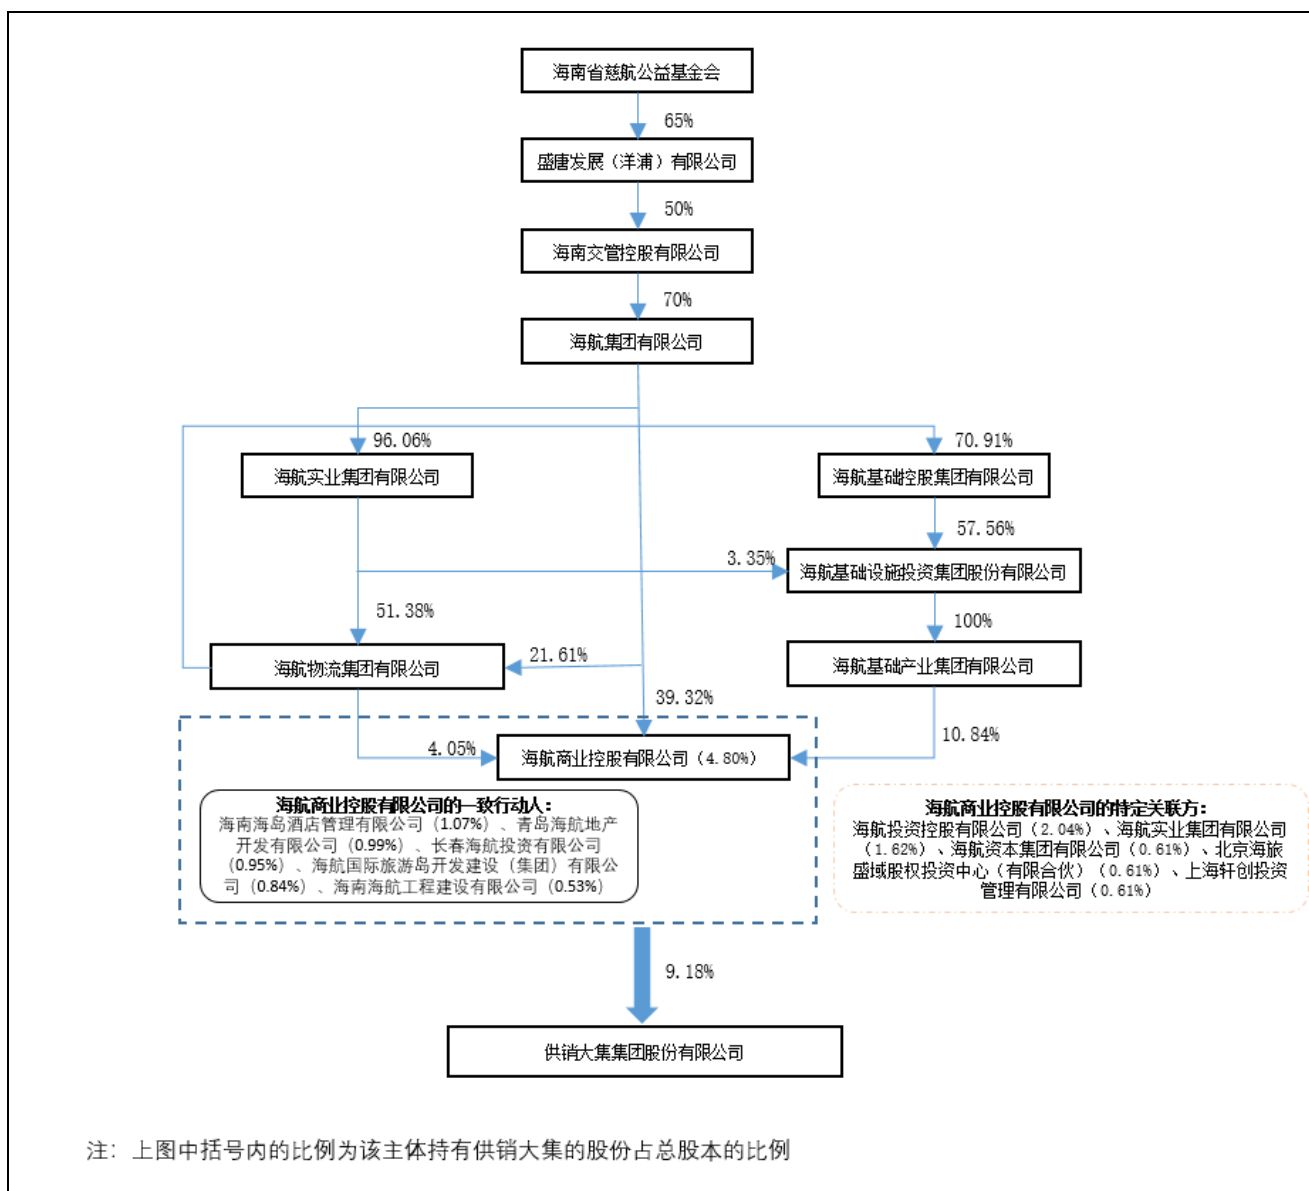 海南省慈航公益基金会
65%
盛唐发展（洋浦）有限公司
50%
海南交管控股有限公司
70%
海航集团有限公司
96.06%
70.91%
海航实业集团有限公司
海航基础控股集团有限公司
57.56%
3.35%
海航基础设施投资集团股份有限公司
51.38%
100%
21.61%
海航物流集团有限公司
海航基础产业集团有限公司
39.32%
4.05%
10.84%
海航商业控股有限公司（4.80%）
海航商业控股有限公司的一致行动人：
海南海岛酒店管理有限公司（1.07%）、青岛海航地产
开发有限公司（0.99%）、长春海航投资有限公司
（0.95%）、海航国际旅游岛开发建设（集团）有限公
司（0.84%）、海南海航工程建设有限公司（0.53%）
海航商业控股有限公司的特定关联方：
海航投资控股有限公司（2.04%）、海航实业集团有限公司
（1.62%）、海航资本集团有限公司（0.61%）、北京海旅
盛域股权投资中心（有限合伙）（0.61%）、上海轩创投资
管理有限公司（0.61%）
9.18%
供销大集集团股份有限公司
注：上图中括号内的比例为该主体持有供销大集的股份占总股本的比例